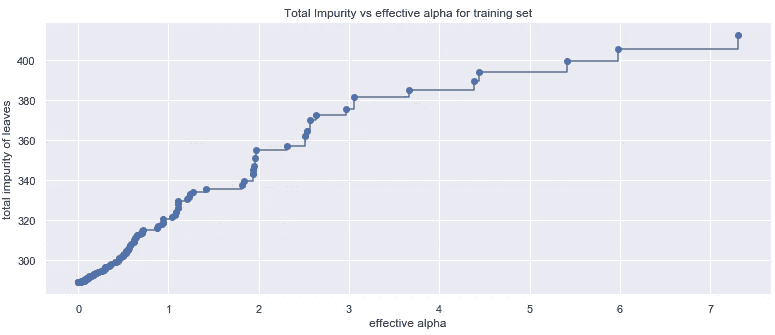 Total Impurity vs effective alpha for training set
total impurity of leaves
400
380
360
340
320
300
0 1 2 3 4 5 6 7
effective alpha